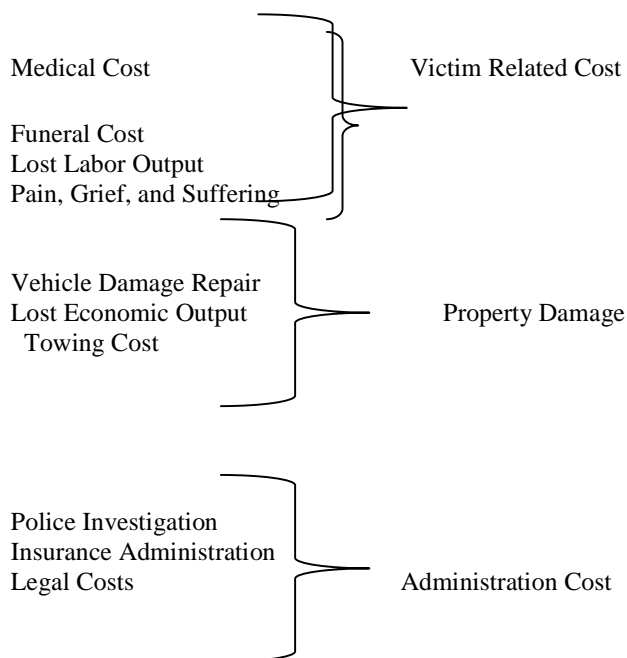 Medical Cost Victim Related Cost
Funeral Cost
Lost Labor Output
Pain, Grief, and Suffering
Vehicle Damage Repair
Lost Economic Output Property Damage
Towing Cost
Police Investigation
Insurance Administration
Legal Costs Administration Cost